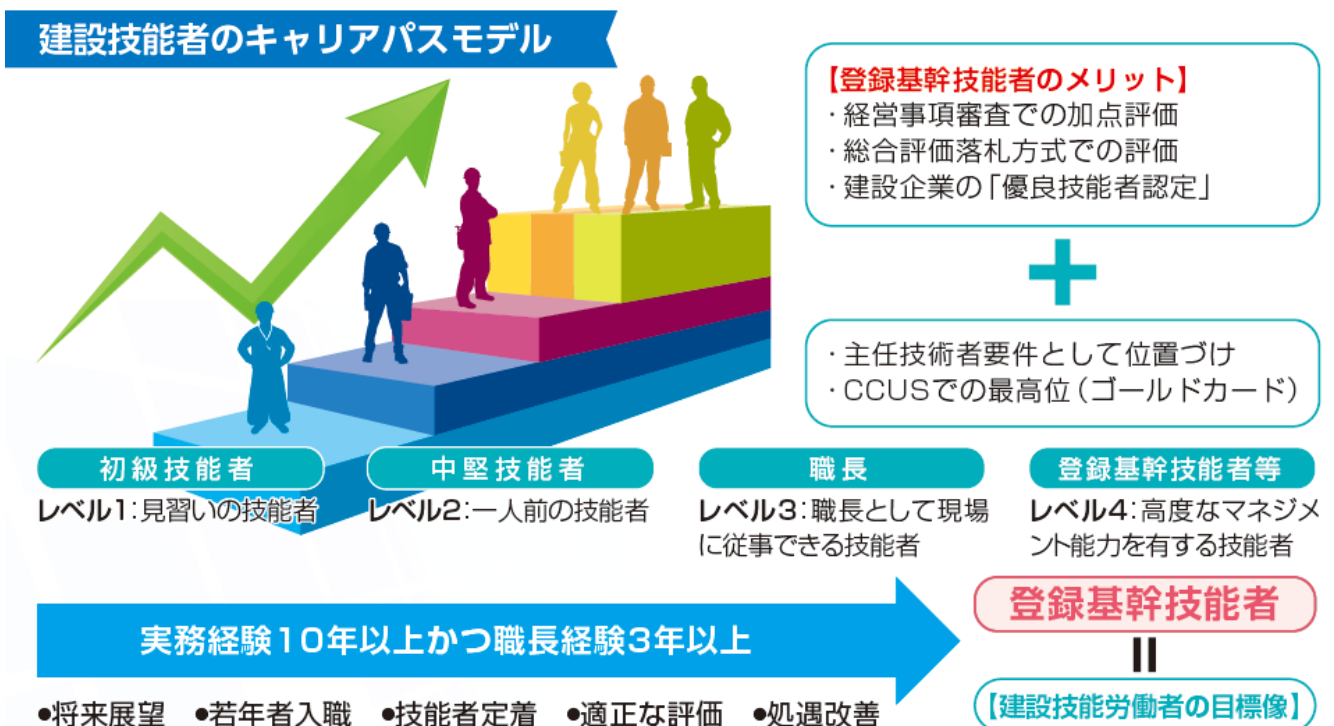 建設技能者のキャリアパスモデル
【登録基幹技能者のメリット】
・経営事項審査での加点評価
・総合評価落札方式での評価
・建設企業の「優良技能者認定」
＋
・主任技術者要件として位置づけ
・CCUSでの最高位（ゴールドカード）
初級技能者
レベル1：見習いの技能者
中堅技能者
レベル2：一人前の技能者
職長
レベル3：職長として現場
に従事できる技能者
登録基幹技能者等
レベル4：高度なマネジメ
ント能力を有する技能者
実務経験10年以上かつ職長経験3年以上
登録基幹技能者
＝
【建設技能労働者の目標像】
●将来展望　●若年者入職　●技能者定着　●適正な評価　●処遇改善